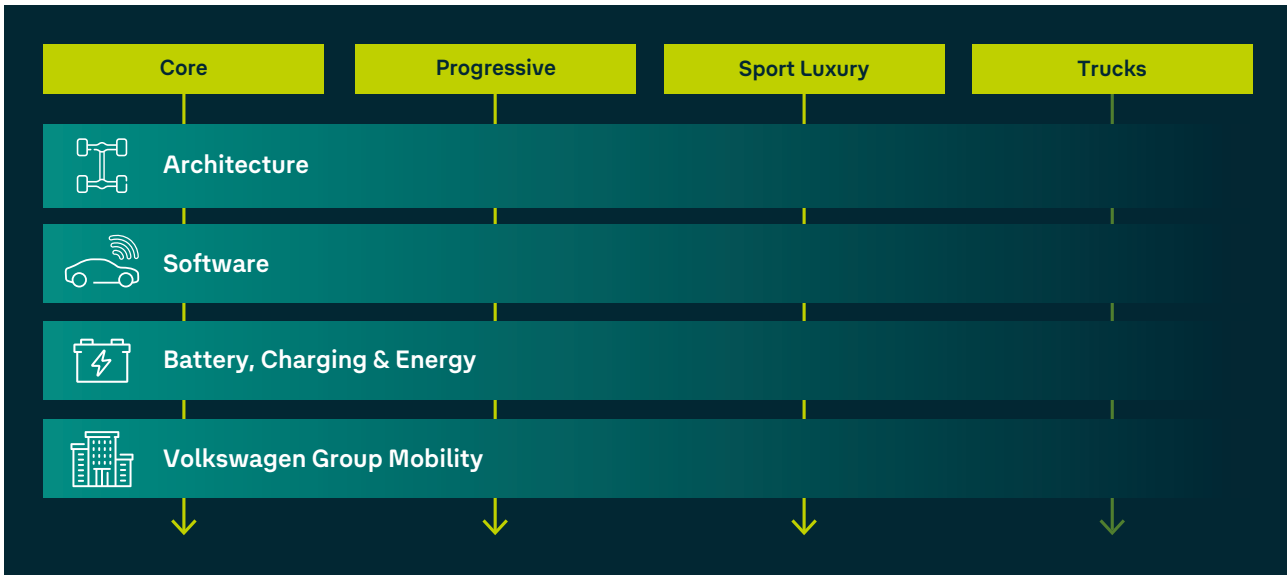 Core
Progressive
Sport Luxury
Trucks
Architecture
Software
Battery, Charging & Energy
Volkswagen Group Mobility